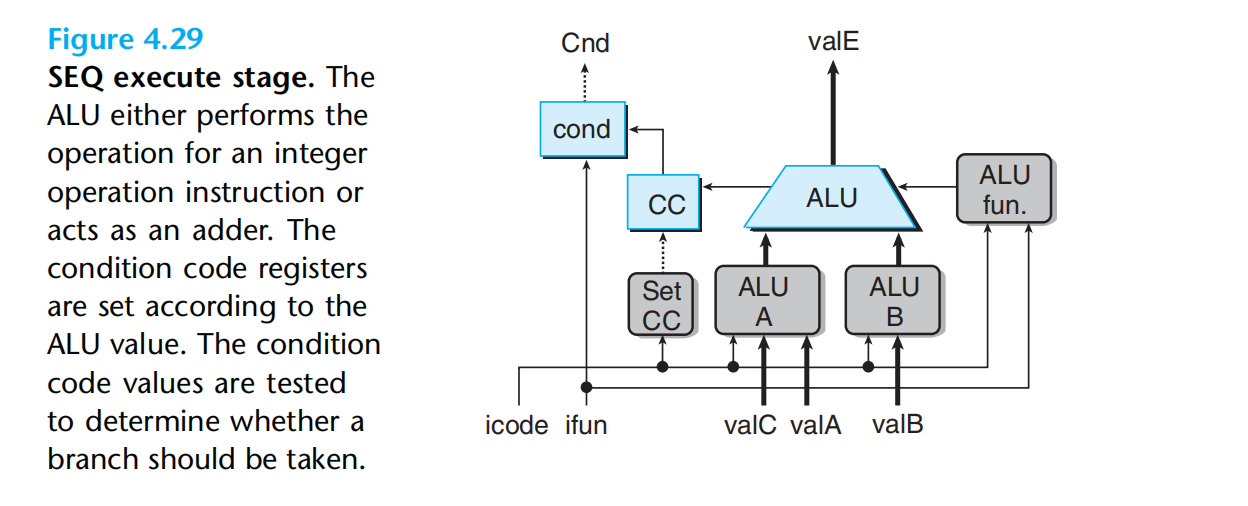 Figure 4.29
SEQ execute stage. The
ALU either performs the
operation for an integer
operation instruction or
acts as an adder. The
condition code registers
are set according to the
ALU value. The condition
code values are tested
to determine whether a
branch should be taken.
Cnd
valE
cond
CC
ALU
ALU
fun.
Set
CC
ALU
A
ALU
B
icode
ifun
valC
valA
valB